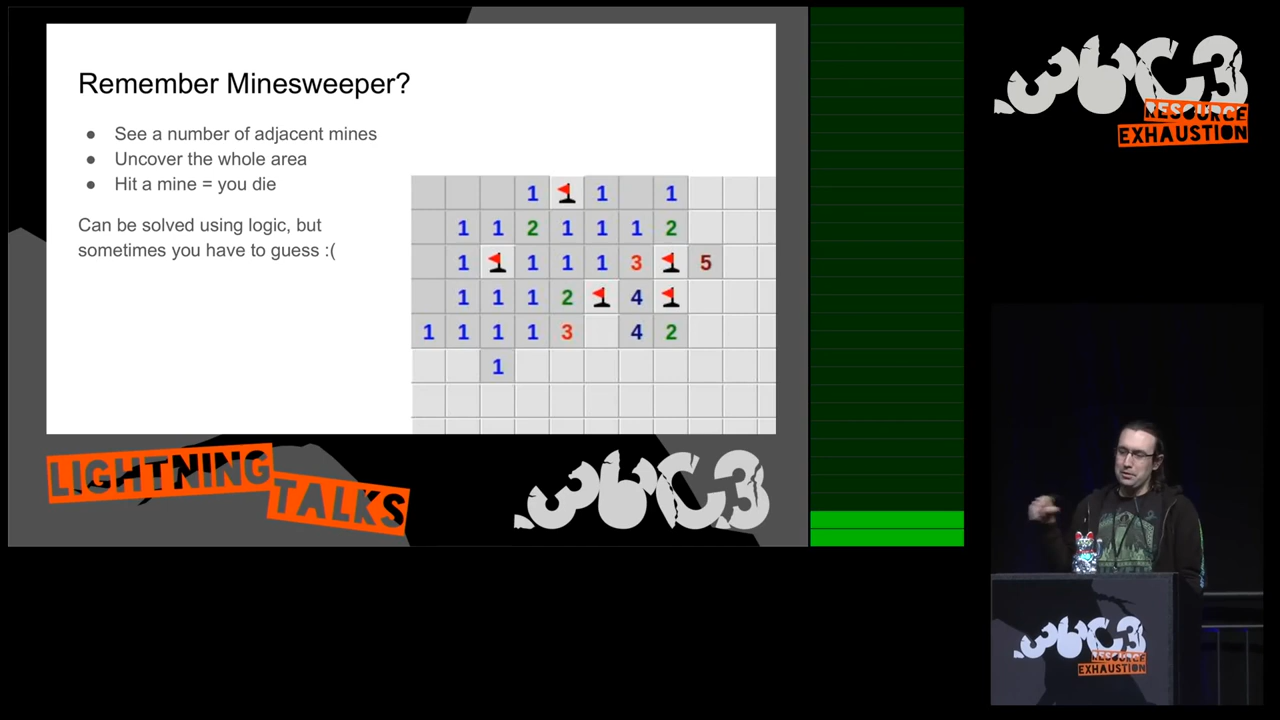 Remember Minesweeper?
● See a number of adjacent mines
● Uncover the whole area
● Hit a mine = you die
Can be solved using logic, but
sometimes you have to guess :(
1 1 1
1 1 2 1 1 1 2
1 1 1 1 3 5
1 1 1 2 4
1 1 1 1 3 4 2
1
LIGHTNING
TALKS
36C3
36C3
RESOURCE
EXHAUSTION
36C3
RESOURCE
EXHAUSTION